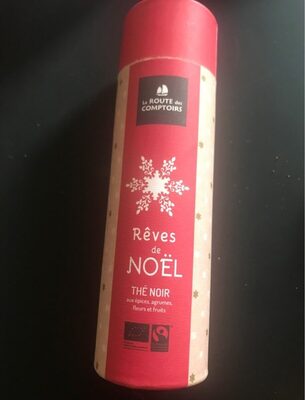 la ROUTE des
COMPTOIRS
Rêves
de
NOËL
THÉ NOIR
aux épices, agrumes,
fleurs et fruits